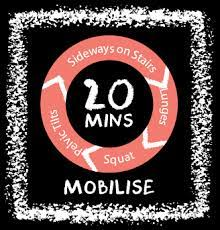 Sideways on Stairs
Lunges
Squat
Pelvic Tilts
20
MINS
MOBILISE